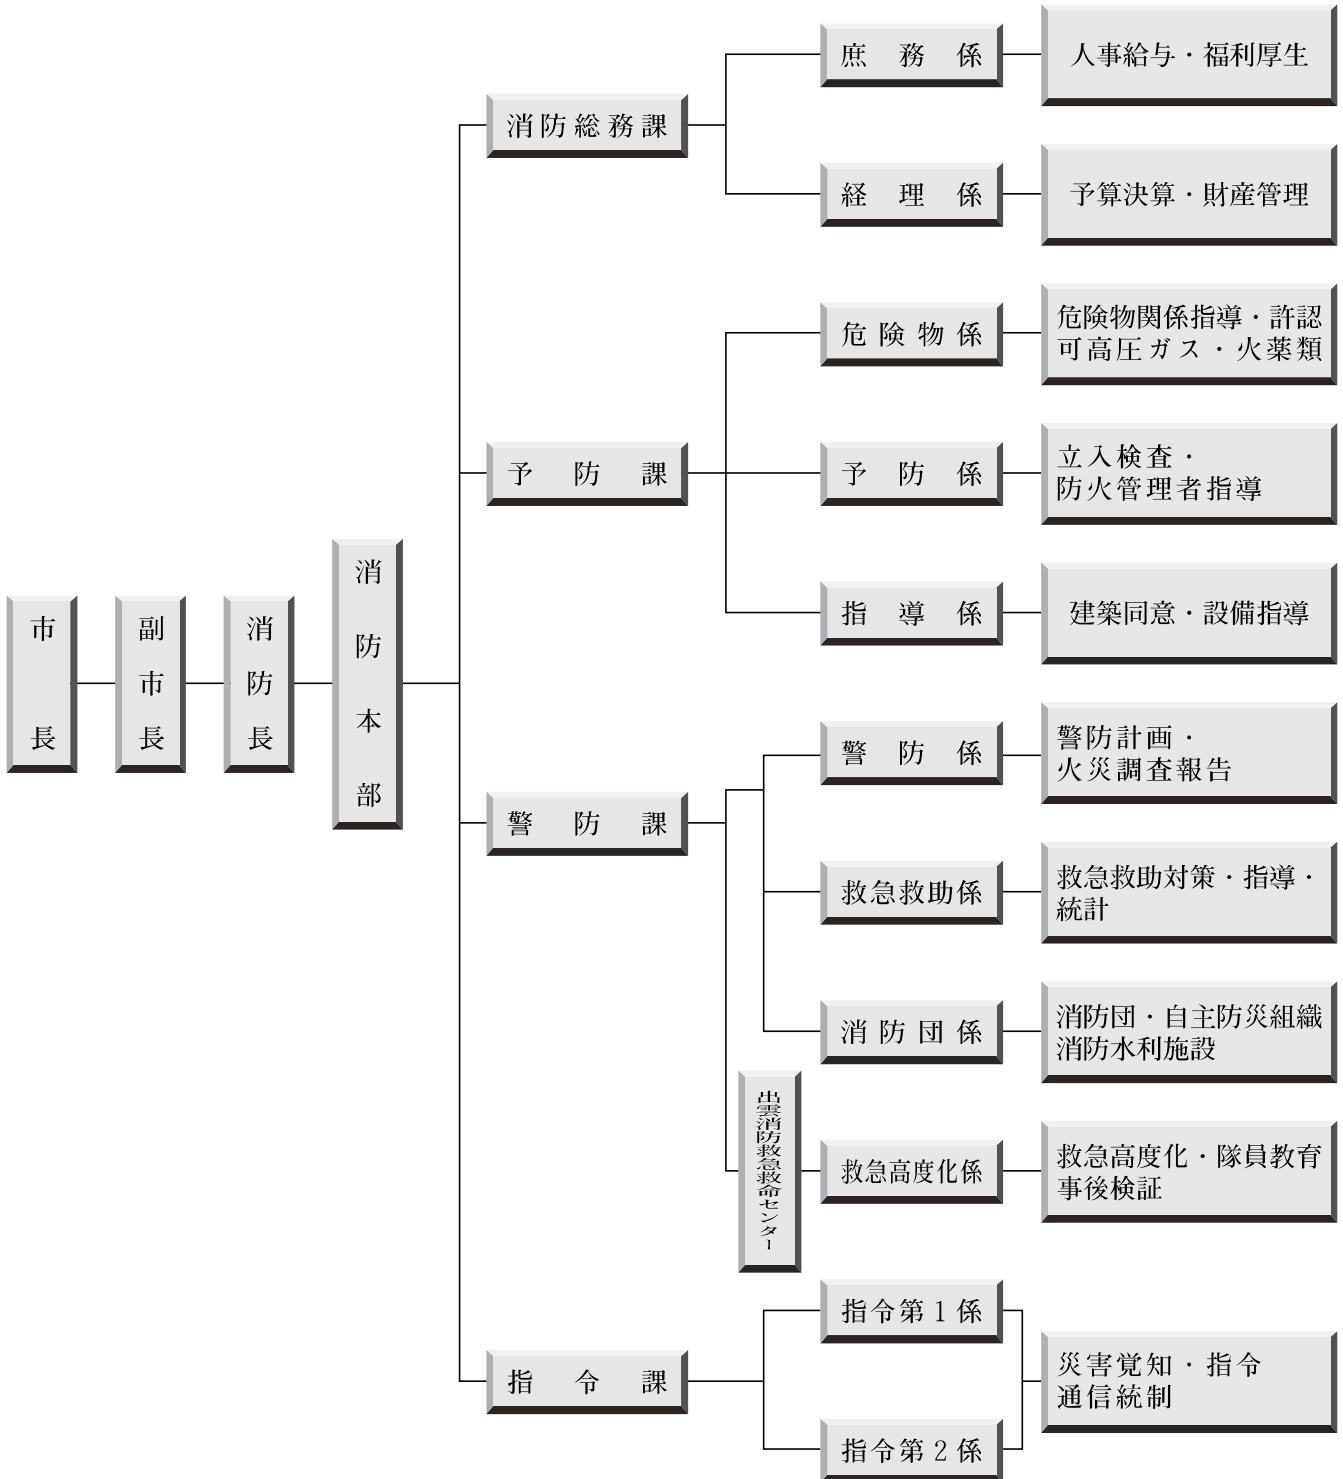 市長
副市長
消防長
消防本部
消防総務課
庶務係
人事給与・福利厚生
経理係
予算決算・財産管理
予防課
危険物係
危険物関係指導・許認
可高圧ガス・火薬類
予防係
立入検査・
防火管理者指導
指導係
建築同意・設備指導
警防課
警防係
警防計画・
火災調査報告
救急救助係
救急救助対策・指導・
統計
消防団係
消防団・自主防災組織
消防水利施設
出雲消防救急救命センター
救急高度化係
救急高度化・隊員教育
事後検証
指令課
指令第1係
指令第2係
災害覚知・指令
通信統制